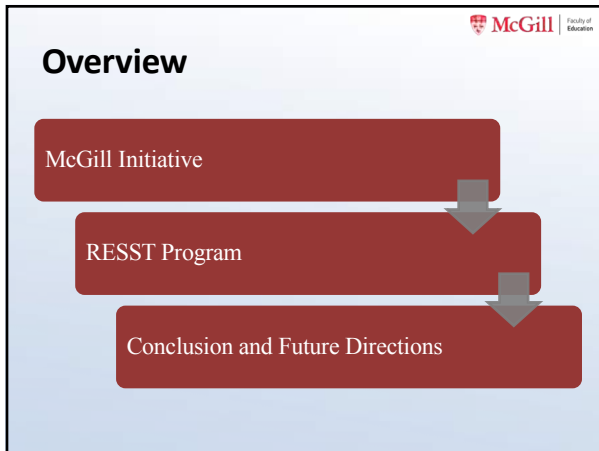 McGill
Faculty of
Education
Overview
McGill Initiative
RESST Program
Conclusion and Future Directions